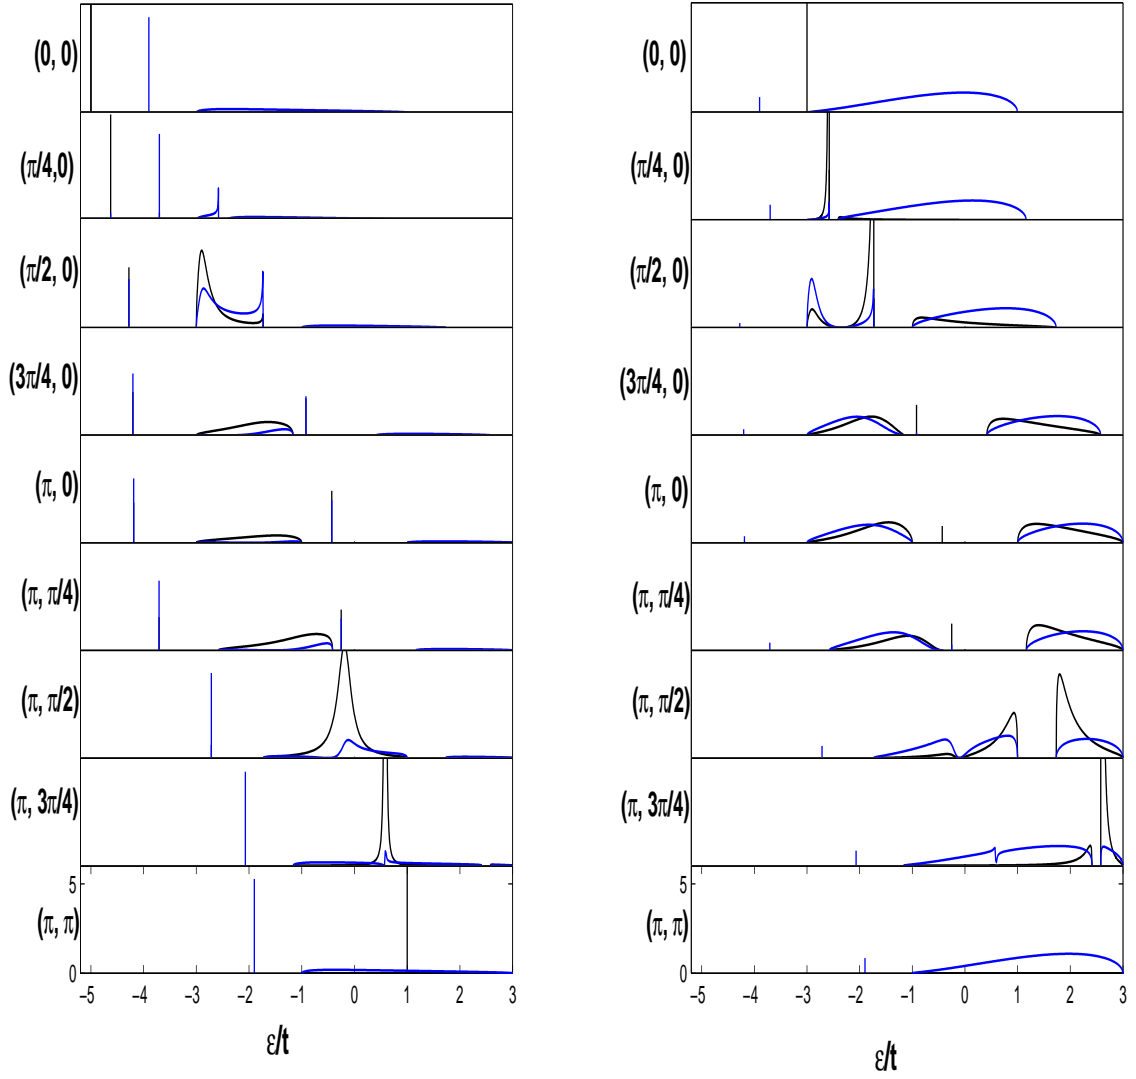 (0, 0)
(π/4,0)
(π/2, 0)
(3π/4, 0)
(π, 0)
(π, π/4)
(π, π/2)
(π, 3π/4)
(π, π)
5
0
−5 −4 −3 −2 −1 0 1 2 3
ε/t
(0, 0)
(π/4, 0)
(π/2, 0)
(3π/4, 0)
(π, 0)
(π, π/4)
(π, π/2)
(π, 3π/4)
(π, π)
5
0
−5 −4 −3 −2 −1 0 1 2 3
ε/t